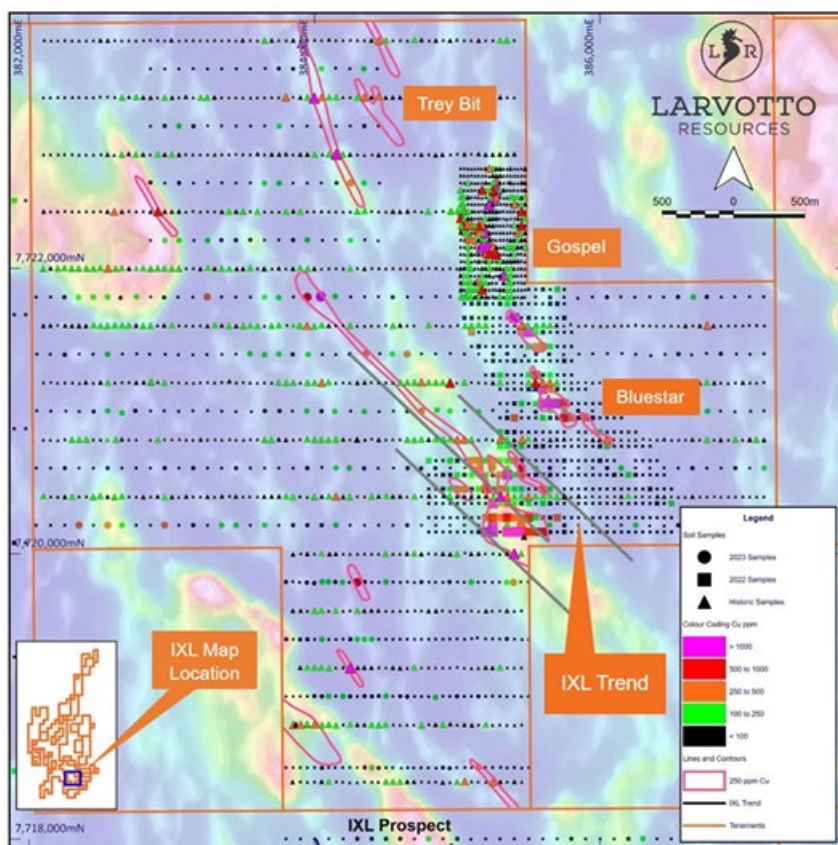 382,000mE
384,000mE
386,000mE
L R
LARVOTTO
RESOURCES
500 0 500m
Trey Bit
Gospel
7,722,000mN
Bluestar
7,720,000mN
IXL Map
Location
IXL Trend
Legend
Soil Samples
2023 Samples
2022 Samples
Historic Samples
Colour Coding Cu ppm
> 1000
500 to 1000
250 to 500
100 to 250
< 100
Lines and Contours
250 ppm Cu
IXL Trend
Tenements
7,718,000mN
IXL Prospect